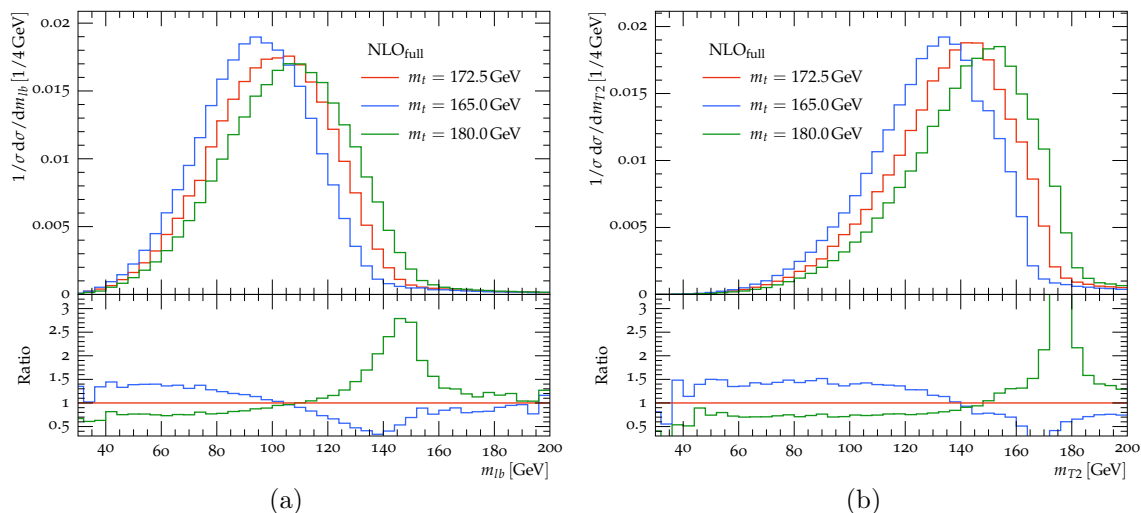 1/σ dσ/dm_lb [1/4 GeV]
0.02
0.015
0.01
0.005
0
NLO_full
m_t = 172.5 GeV
m_t = 165.0 GeV
m_t = 180.0 GeV
Ratio
3
2.5
2
1.5
1
0.5
40 60 80 100 120 140 160 180 200
m_lb [GeV]
(a)
1/σ dσ/dm_T2 [1/4 GeV]
0.02
0.015
0.01
0.005
0
NLO_full
m_t = 172.5 GeV
m_t = 165.0 GeV
m_t = 180.0 GeV
Ratio
3
2.5
2
1.5
1
0.5
40 60 80 100 120 140 160 180 200
m_T2 [GeV]
(b)